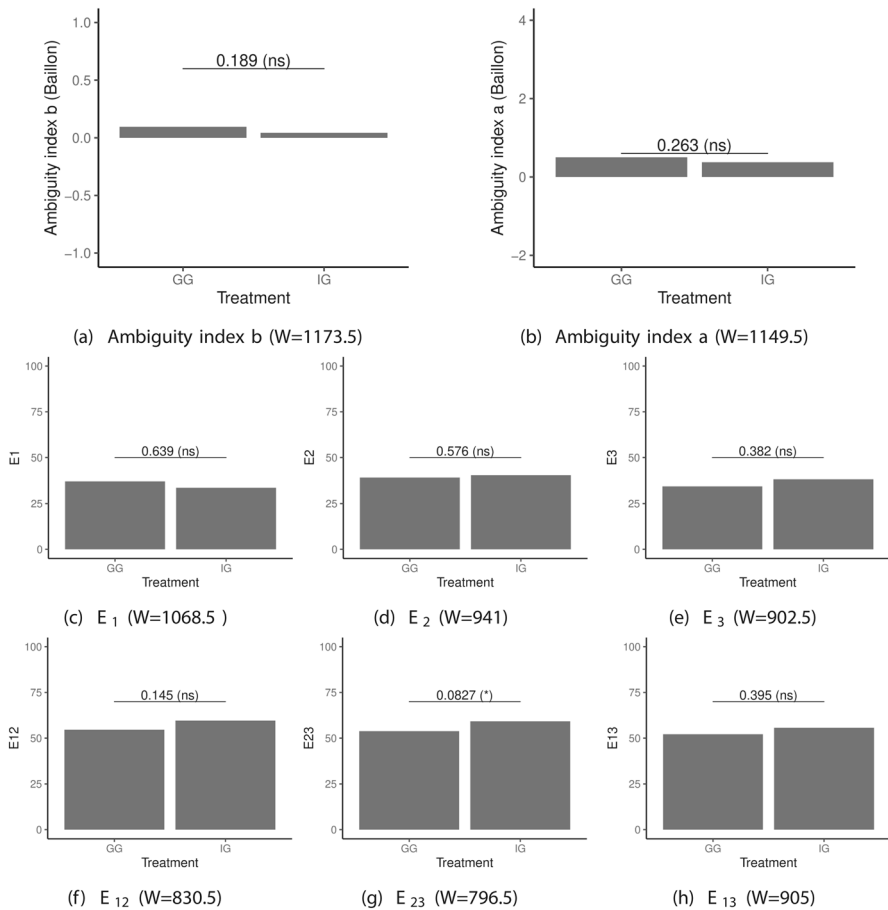 Ambiguity index b (Baillon)
1.0
0.5
0.0
−0.5
−1.0
0.189 (ns)
GG IG
Treatment
(a) Ambiguity index b (W=1173.5)
Ambiguity index a (Baillon)
4
2
0
−2
0.263 (ns)
GG IG
Treatment
(b) Ambiguity index a (W=1149.5)
E1
100
75
50
25
0
0.639 (ns)
GG IG
Treatment
(c) E 1 (W=1068.5 )
E2
100
75
50
25
0
0.576 (ns)
GG IG
Treatment
(d) E 2 (W=941)
E3
100
75
50
25
0
0.382 (ns)
GG IG
Treatment
(e) E 3 (W=902.5)
E12
100
75
50
25
0
0.145 (ns)
GG IG
Treatment
(f) E 12 (W=830.5)
E23
100
75
50
25
0
0.0827 (*)
GG IG
Treatment
(g) E 23 (W=796.5)
E13
100
75
50
25
0
0.395 (ns)
GG IG
Treatment
(h) E 13 (W=905)